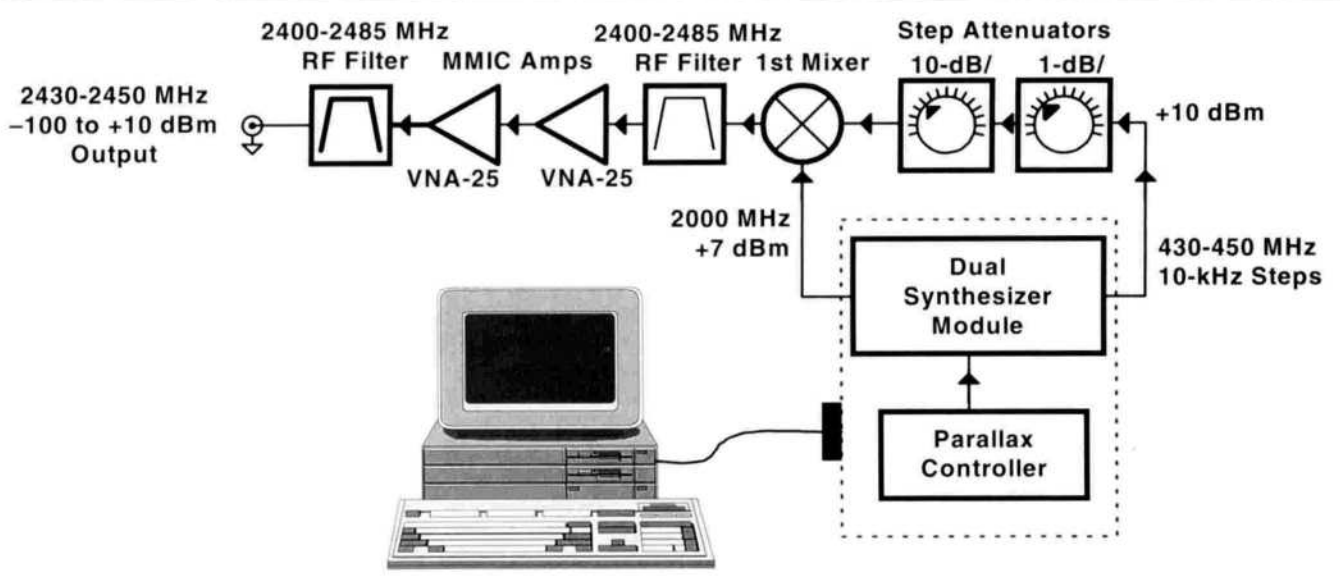 2400-2485 MHz
RF Filter
MMIC Amps
2400-2485 MHz
RF Filter
1st Mixer
Step Attenuators
10-dB/
1-dB/
2430-2450 MHz
–100 to +10 dBm
Output
+10 dBm
VNA-25
VNA-25
2000 MHz
+7 dBm
430-450 MHz
10-kHz Steps
Dual
Synthesizer
Module
Parallax
Controller